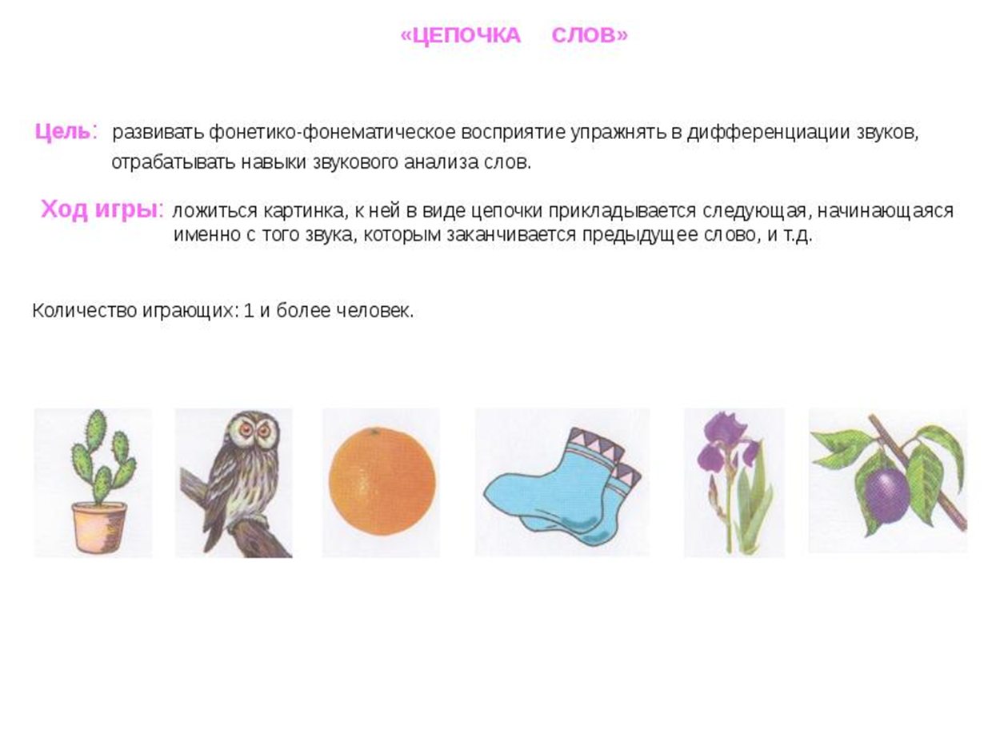 «ЦЕПОЧКА СЛОВ»
Цель: развивать фонетико-фонематическое восприятие упражнять в дифференциации звуков,
отрабатывать навыки звукового анализа слов.
Ход игры: ложиться картинка, к ней в виде цепочки прикладывается следующая, начинающаяся
именно с того звука, которым заканчивается предыдущее слово, и т.д.
Количество играющих: 1 и более человек.